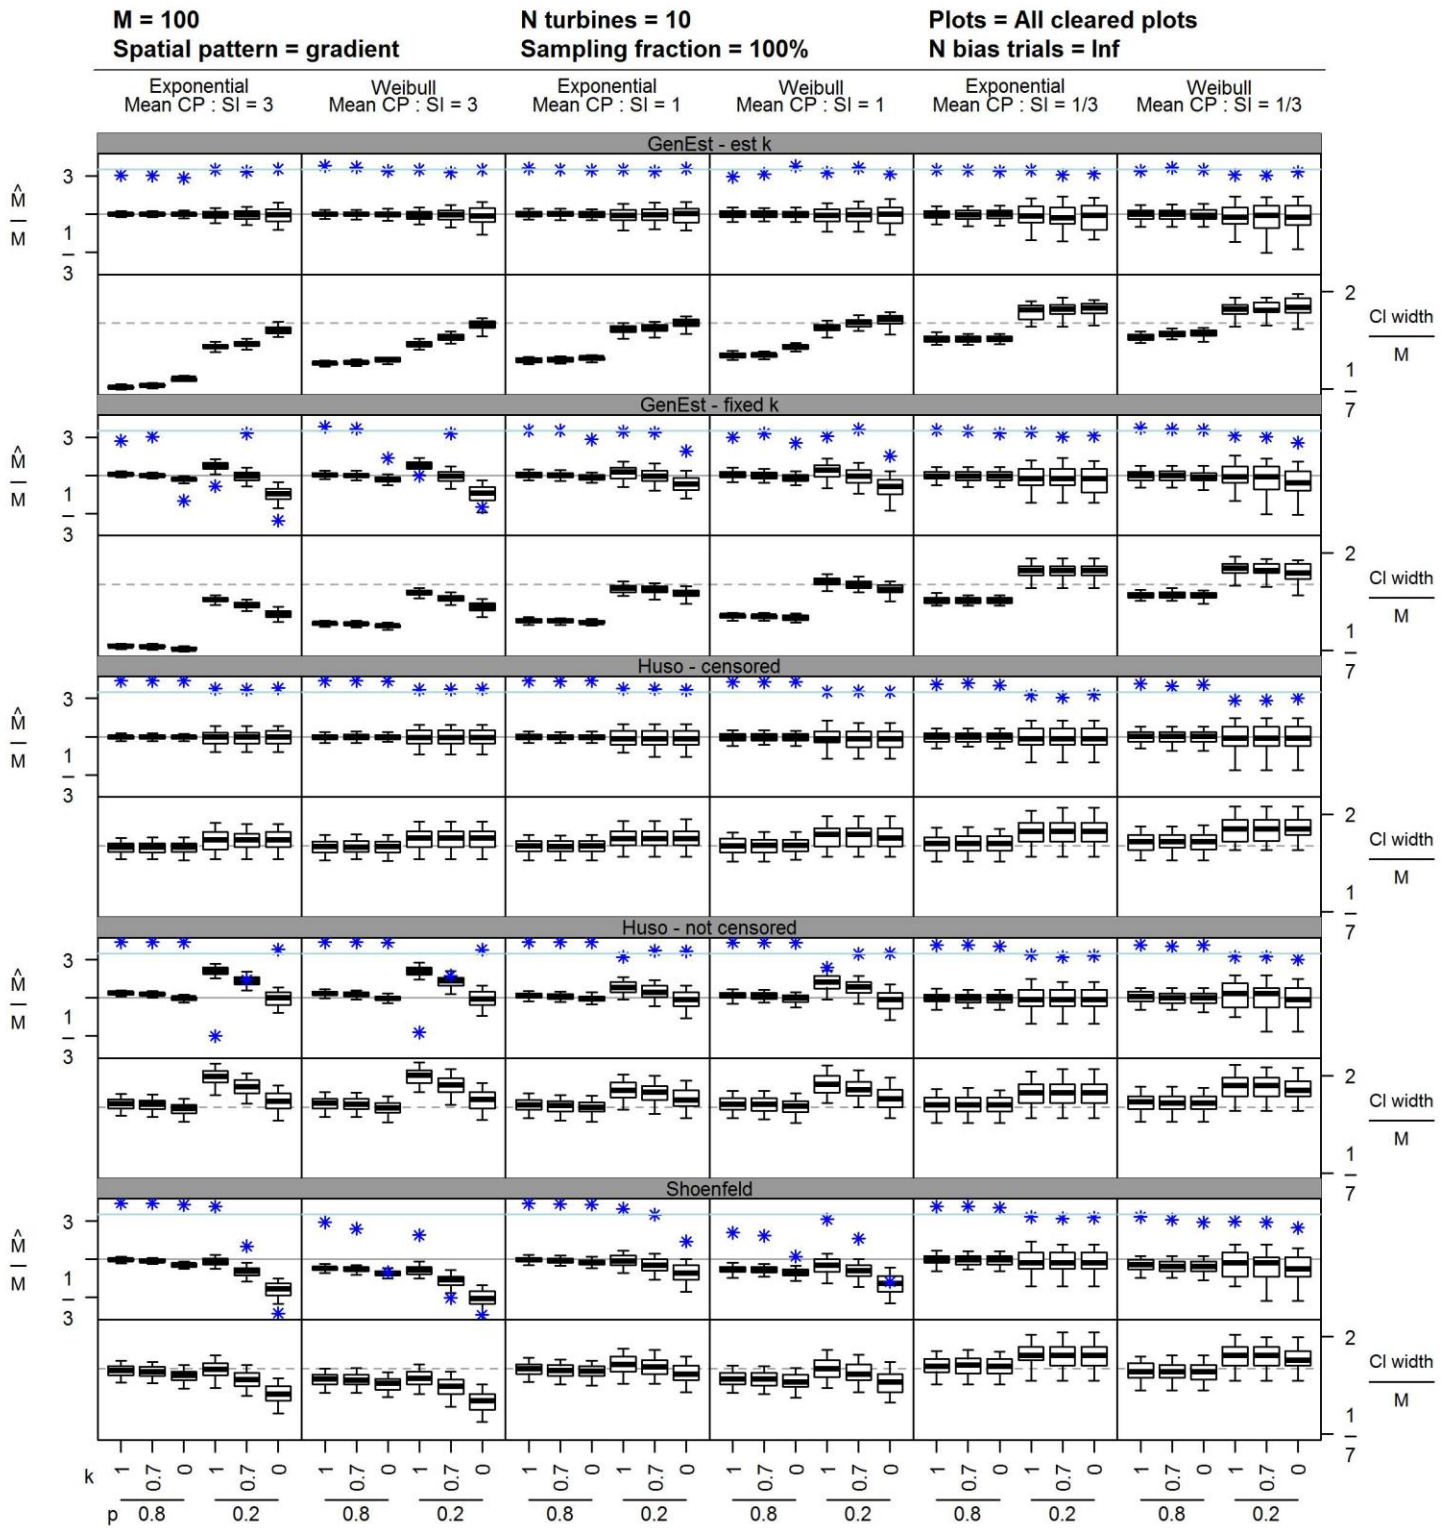 M = 100 N turbines = 10 Plots = All cleared plots
Spatial pattern = gradient Sampling fraction = 100% N bias trials = Inf
Exponential Weibull Exponential Weibull Exponential Weibull
Mean CP : SI = 3 Mean CP : SI = 3 Mean CP : SI = 1 Mean CP : SI = 1 Mean CP : SI = 1/3 Mean CP : SI = 1/3
GenEst - est k
3
M̂
M
1
3
2
CI width
M
1
7
GenEst - fixed k
3
M̂
M
1
3
2
CI width
M
1
7
Huso - censored
3
M̂
M
1
3
2
CI width
M
1
7
Huso - not censored
3
M̂
M
1
3
2
CI width
M
1
7
Shoenfeld
3
M̂
M
1
3
2
CI width
M
1
7
k 1 0.7 0 1 0.7 0 1 0.7 0 1 0.7 0 1 0.7 0 1 0.7 0 1 0.7 0 1 0.7 0 1 0.7 0 1 0.7 0 1 0.7 0 1 0.7 0
p 0.8 0.2 0.8 0.2 0.8 0.2 0.8 0.2 0.8 0.2 0.8 0.2